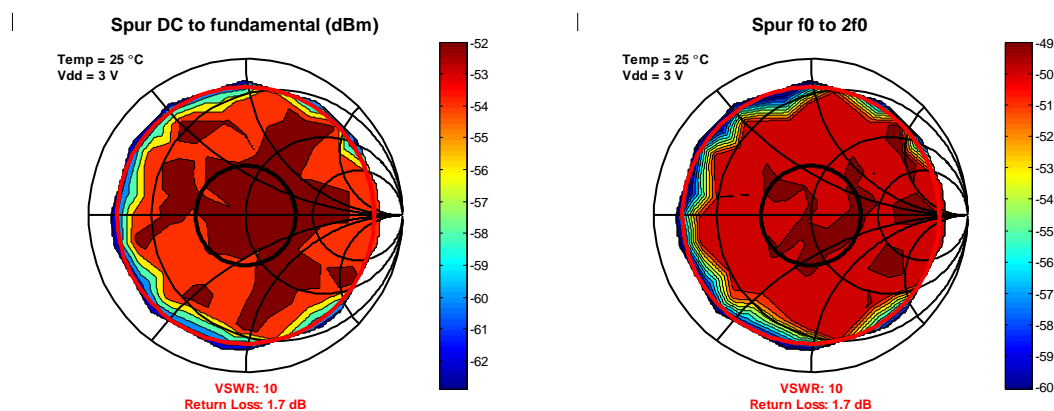 Spur DC to fundamental (dBm)
Temp = 25 °C
Vdd = 3 V
-52
-53
-54
-55
-56
-57
-58
-59
-60
-61
-62
VSWR: 10
Return Loss: 1.7 dB
Spur f0 to 2f0
Temp = 25 °C
Vdd = 3 V
-49
-50
-51
-52
-53
-54
-55
-56
-57
-58
-59
-60
VSWR: 10
Return Loss: 1.7 dB